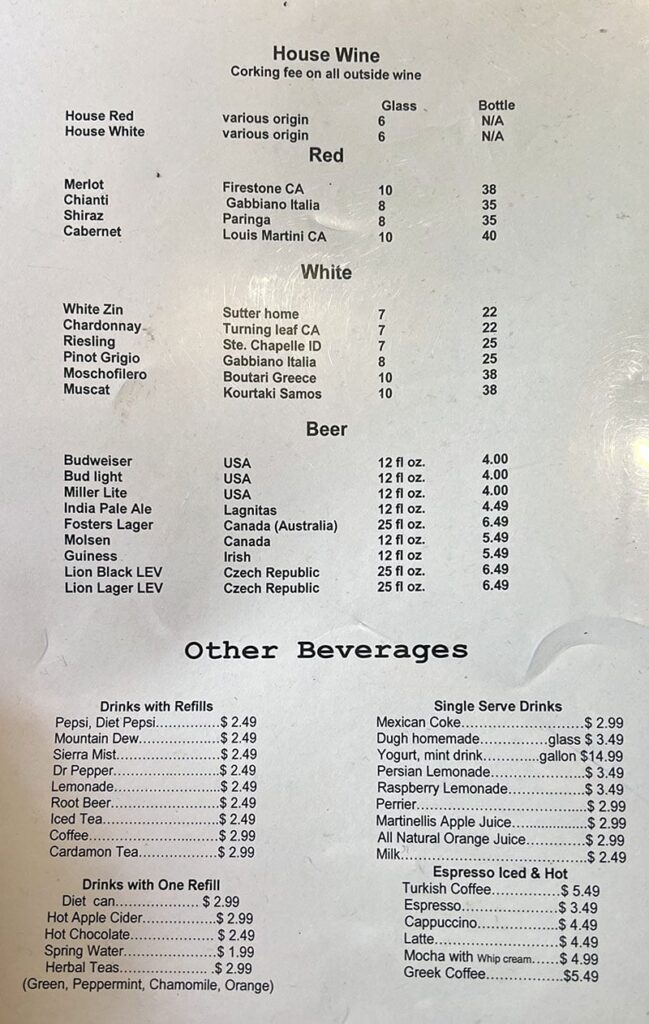 House Wine
Corking fee on all outside wine
Glass Bottle
House Red various origin 6 N/A
House White various origin 6 N/A
Red
Merlot Firestone CA 10 38
Chianti Gabbiano Italia 8 35
Shiraz Paringa 8 35
Cabernet Louis Martini CA 10 40
White
White Zin Sutter home 7 22
Chardonnay Turning leaf CA 7 22
Riesling Ste. Chapelle ID 7 25
Pinot Grigio Gabbiano Italia 8 25
Moschofilero Boutari Greece 10 38
Muscat Kourtaki Samos 10 38
Beer
Budweiser USA 12 fl oz. 4.00
Bud light USA 12 fl oz. 4.00
Miller Lite USA 12 fl oz. 4.00
India Pale Ale Lagnitas 12 fl oz. 4.49
Fosters Lager Canada (Australia) 25 fl oz. 6.49
Molsen Canada 12 fl oz. 5.49
Guiness Irish 12 fl oz 5.49
Lion Black LEV Czech Republic 25 fl oz. 6.49
Lion Lager LEV Czech Republic 25 fl oz. 6.49
Other Beverages
Drinks with Refills
Pepsi, Diet Pepsi..............$ 2.49
Mountain Dew..................$ 2.49
Sierra Mist.......................$ 2.49
Dr Pepper........................$ 2.49
Lemonade.......................$ 2.49
Root Beer........................$ 2.49
Iced Tea..........................$ 2.49
Coffee.............................$ 2.99
Cardamon Tea.................$ 2.99
Drinks with One Refill
Diet can.................... $ 2.99
Hot Apple Cider............$ 2.99
Hot Chocolate..............$ 2.49
Spring Water................$ 1.99
Herbal Teas.................. .$ 2.99
(Green, Peppermint, Chamomile, Orange)
Single Serve Drinks
Mexican Coke...........................$ 2.99
Dugh homemade...............glass $ 3.49
Yogurt, mint drink............gallon $14.99
Persian Lemonade.....................$ 3.49
Raspberry Lemonade.................$ 3.49
Perrier.....................................$ 2.99
Martinellis Apple Juice.................$ 2.99
All Natural Orange Juice.............$ 2.99
Milk.........................................$ 2.49
Espresso Iced & Hot
Turkish Coffee...............$ 5.49
Espresso.....................$ 3.49
Cappuccino.................$ 4.49
Latte...........................$ 4.49
Mocha with Whip cream......$ 4.99
Greek Coffee.................$5.49